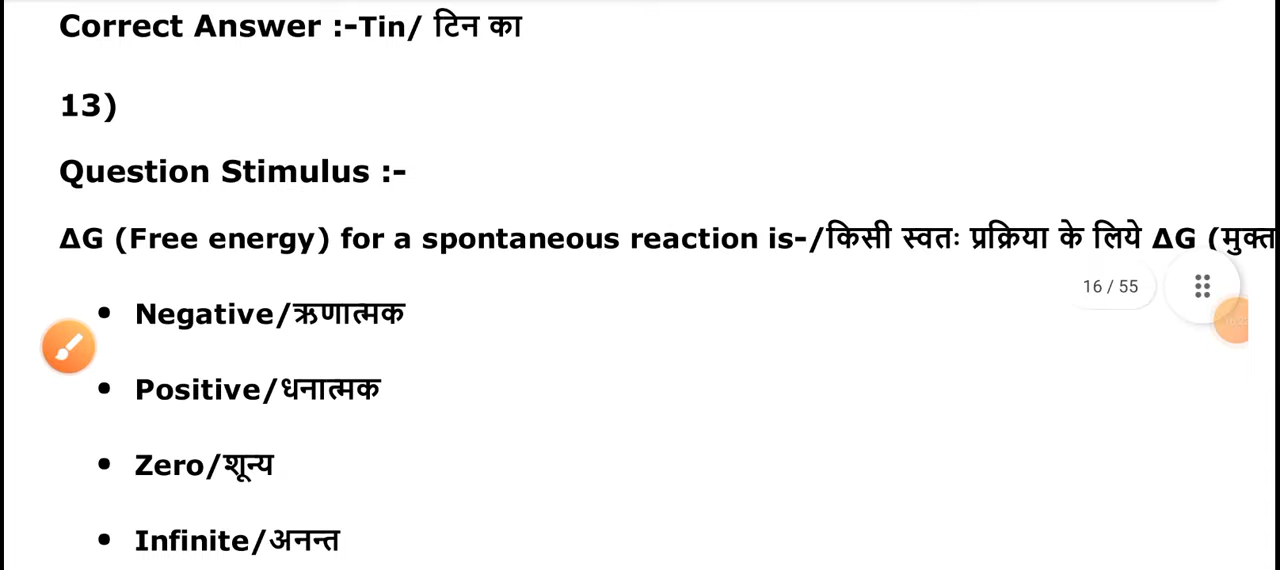 Correct Answer :-Tin/ टिन का
13)
Question Stimulus :-
ΔG (Free energy) for a spontaneous reaction is-/किसी स्वतः प्रक्रिया के लिये ΔG (मुक्त
16 / 55
• Negative/ऋणात्मक
• Positive/धनात्मक
• Zero/शून्य
• Infinite/अनन्त